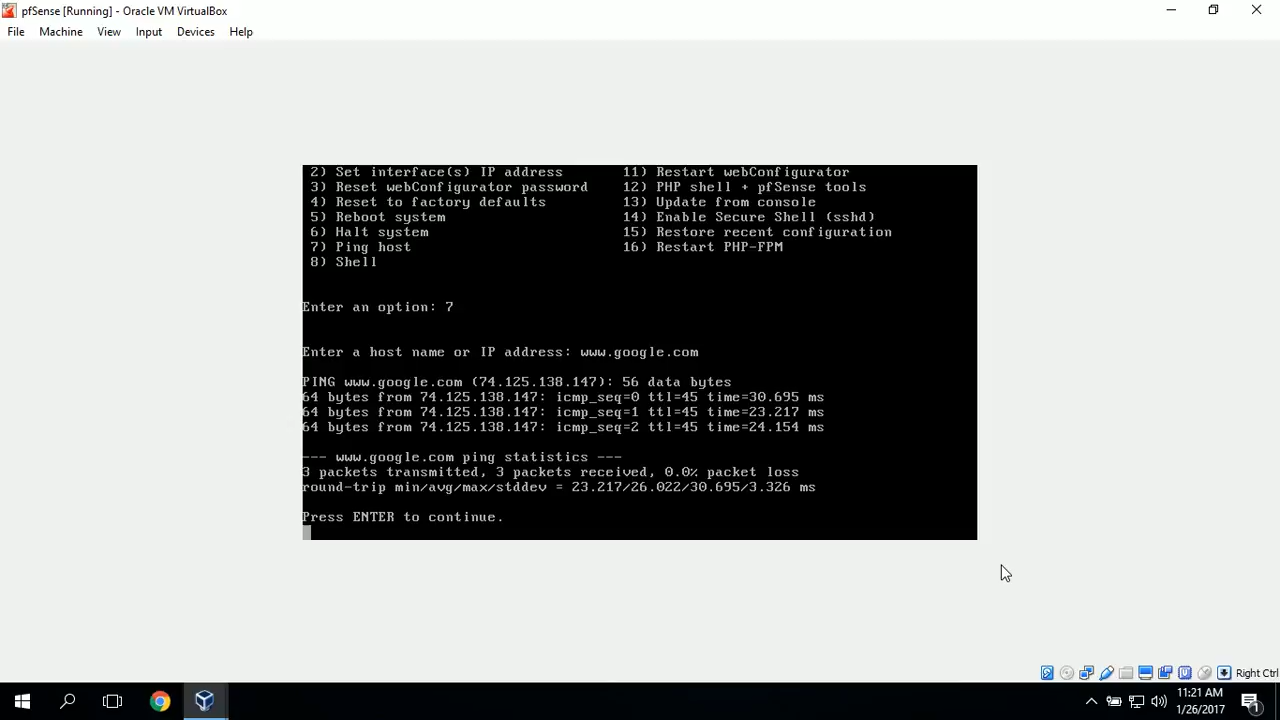 pfSense [Running] - Oracle VM VirtualBox
File Machine View Input Devices Help
2) Set interface(s) IP address 11) Restart webConfigurator
3) Reset webConfigurator password 12) PHP shell + pfSense tools
4) Reset to factory defaults 13) Update from console
5) Reboot system 14) Enable Secure Shell (sshd)
6) Halt system 15) Restore recent configuration
7) Ping host 16) Restart PHP-FPM
8) Shell
Enter an option: 7
Enter a host name or IP address: www.google.com
PING www.google.com (74.125.138.147): 56 data bytes
64 bytes from 74.125.138.147: icmp_seq=0 ttl=45 time=30.695 ms
64 bytes from 74.125.138.147: icmp_seq=1 ttl=45 time=23.217 ms
64 bytes from 74.125.138.147: icmp_seq=2 ttl=45 time=24.154 ms
--- www.google.com ping statistics ---
3 packets transmitted, 3 packets received, 0.0% packet loss
round-trip min/avg/max/stddev = 23.217/26.022/30.695/3.326 ms
Press ENTER to continue.
Right Ctrl
11:21 AM
1/26/2017
1